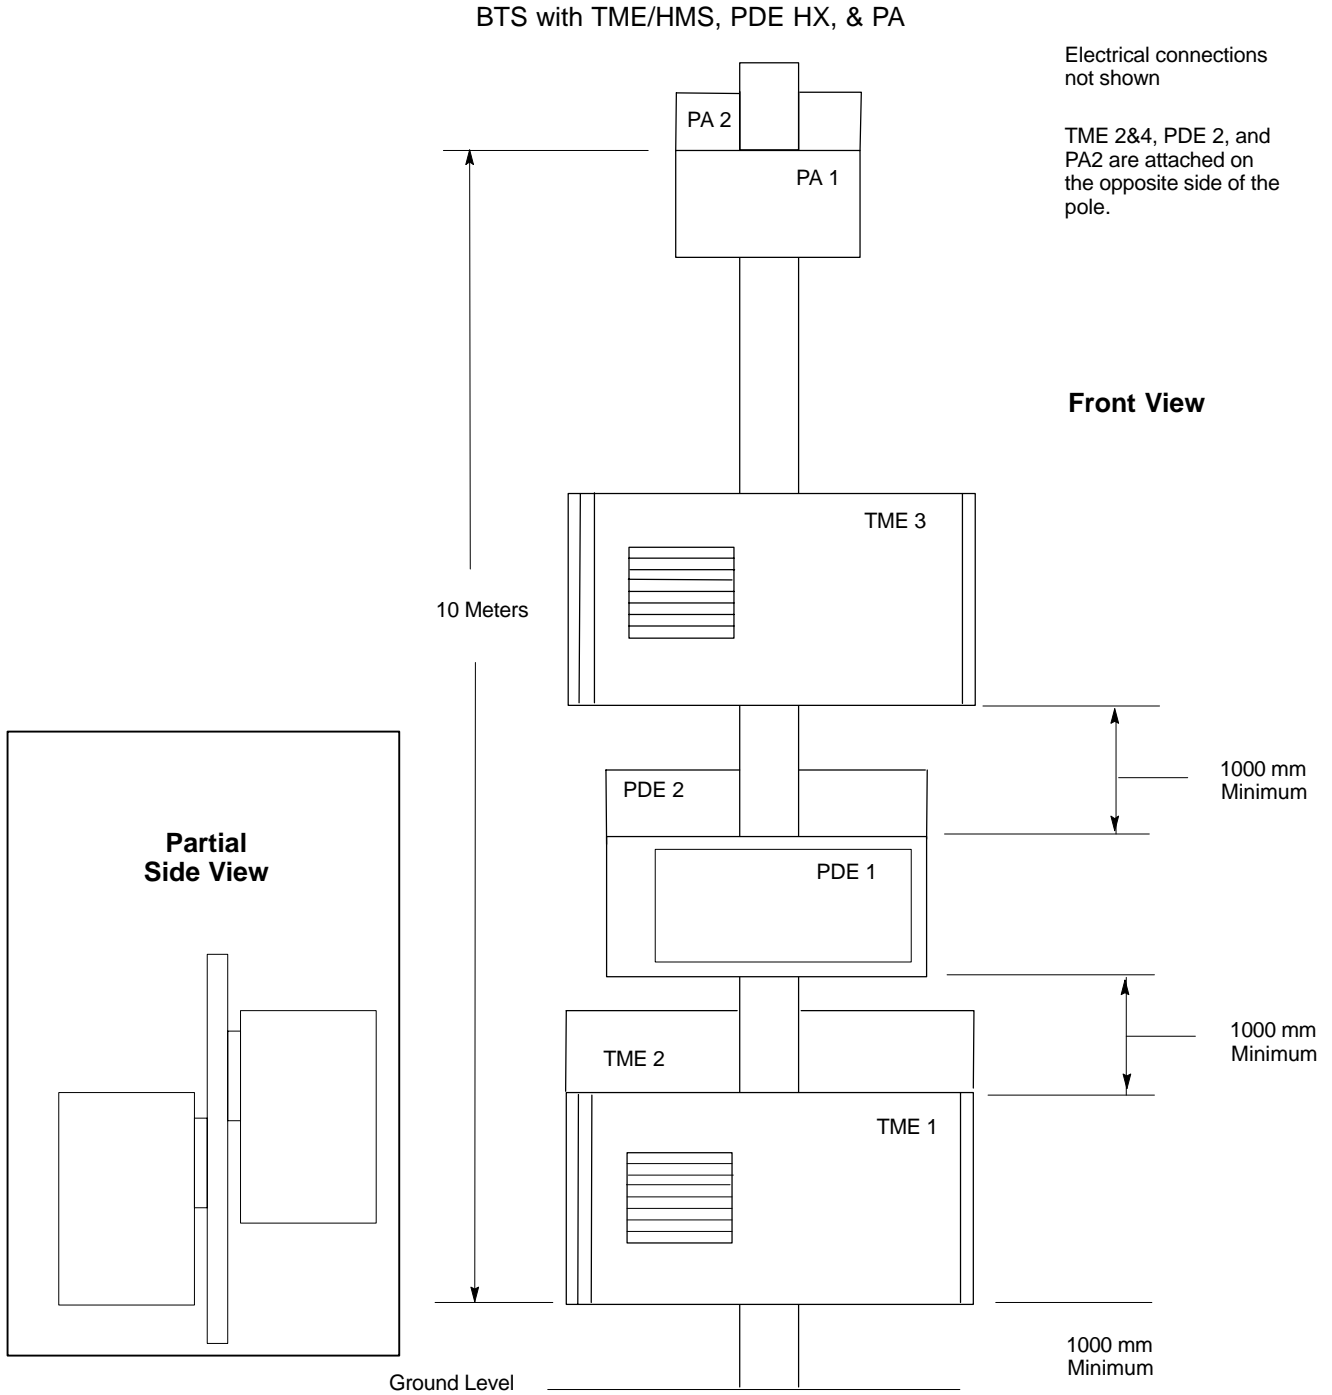 BTS with TME/HMS, PDE HX, & PA
Electrical connections
not shown
PA 2
TME 2&4, PDE 2, and
PA2 are attached on
the opposite side of the
pole.
PA 1
Front View
TME 3
10 Meters
1000 mm
Minimum
PDE 2
Partial
Side View
PDE 1
1000 mm
Minimum
TME 2
TME 1
1000 mm
Minimum
Ground Level